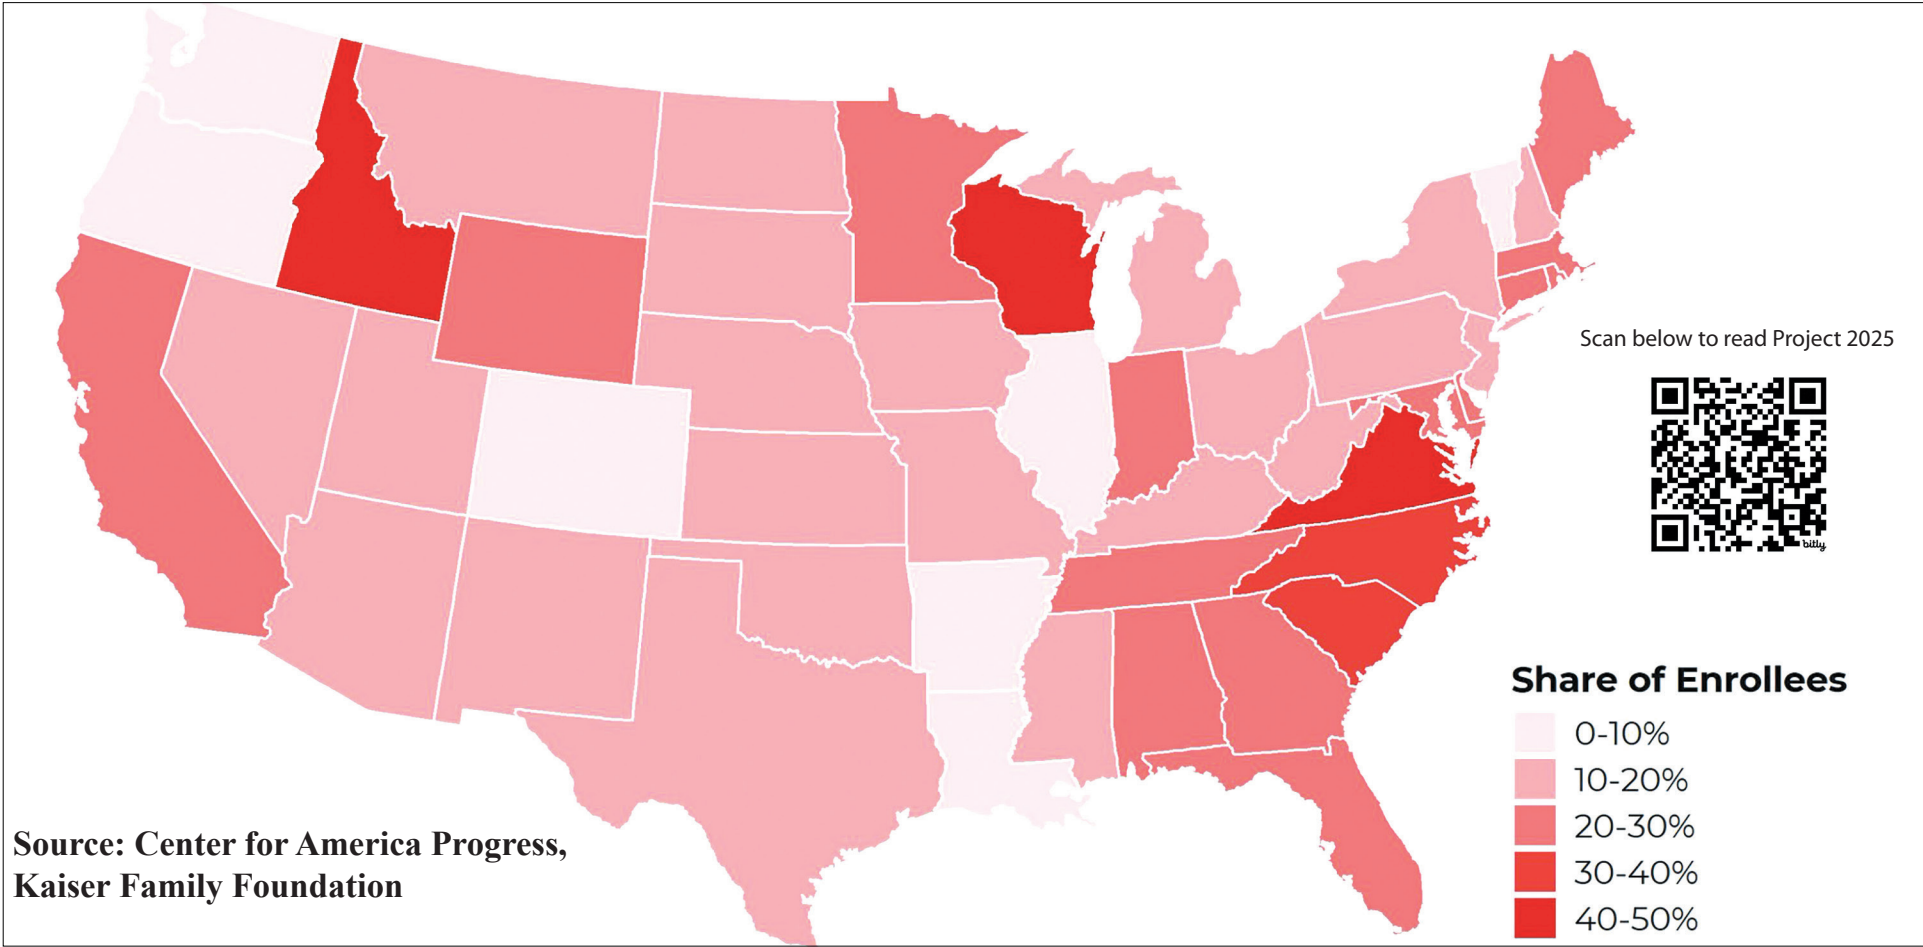 Scan below to read Project 2025
bitly
Share of Enrollees
0-10%
10-20%
20-30%
30-40%
40-50%
Source: Center for America Progress,
Kaiser Family Foundation